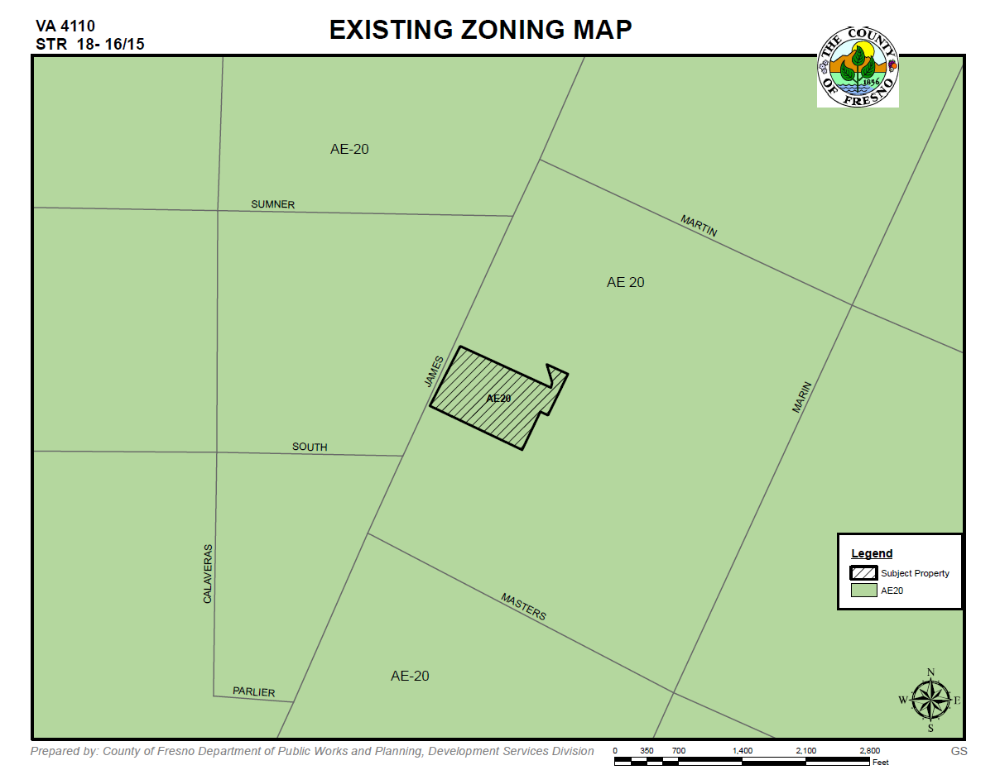 VA 4110
STR 18- 16/15
EXISTING ZONING MAP
THE COUNTY
OF FRESNO
1856
AE-20
SUMNER
MARTIN
AE 20
JAMES
AE20
MARIN
SOUTH
CALAVERAS
MASTERS
Legend
Subject Property
AE20
AE-20
PARLIER
N
W E
S
Prepared by: County of Fresno Department of Public Works and Planning, Development Services Division
0 350 700 1,400 2,100 2,800
Feet
GS